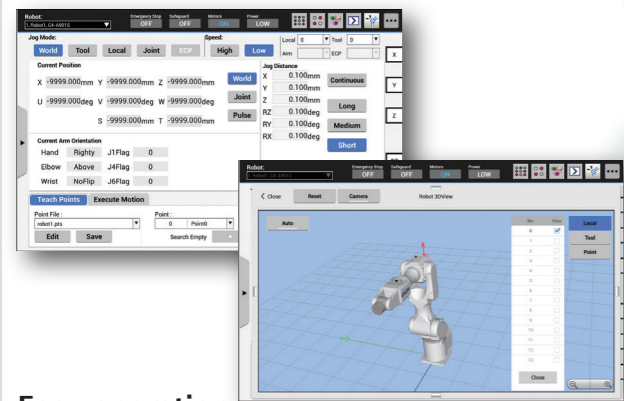 Robot: Emergency Stop Safeguard Motors Power
1, Robot1, C4-A901S OFF OFF ON LOW
Jog Mode: Speed: Local 0 Tool 0
World Tool Local Joint ECP High Low Arm ECP
Current Position Jog Distance
X -9999.000mm Y -9999.000mm Z -9999.000mm World X 0.100mm Continuous X
Y 0.100mm Y
U -9999.000deg V -9999.000deg W -9999.000deg Joint Z 0.100mm Long Z
RZ 0.100deg
S -9999.000mm T -9999.000mm Pulse RY 0.100deg Medium
RX 0.100deg Short
Current Arm Orientation
Hand Righty J1Flag 0
Elbow Above J4Flag 0
Wrist NoFlip J6Flag 0
Teach Points Execute Motion
Point File : Point :
robot1.pts 0 Point0
Edit Save Search Empty
Robot: Emergency Stop Safeguard Motors Power
OFF OFF ON LOW
Close Reset Camera Robot 3DView
Auto No View Local
0
1 Tool
2
3 Point
4
5
6
7
8
9
10
11
12
13
Close